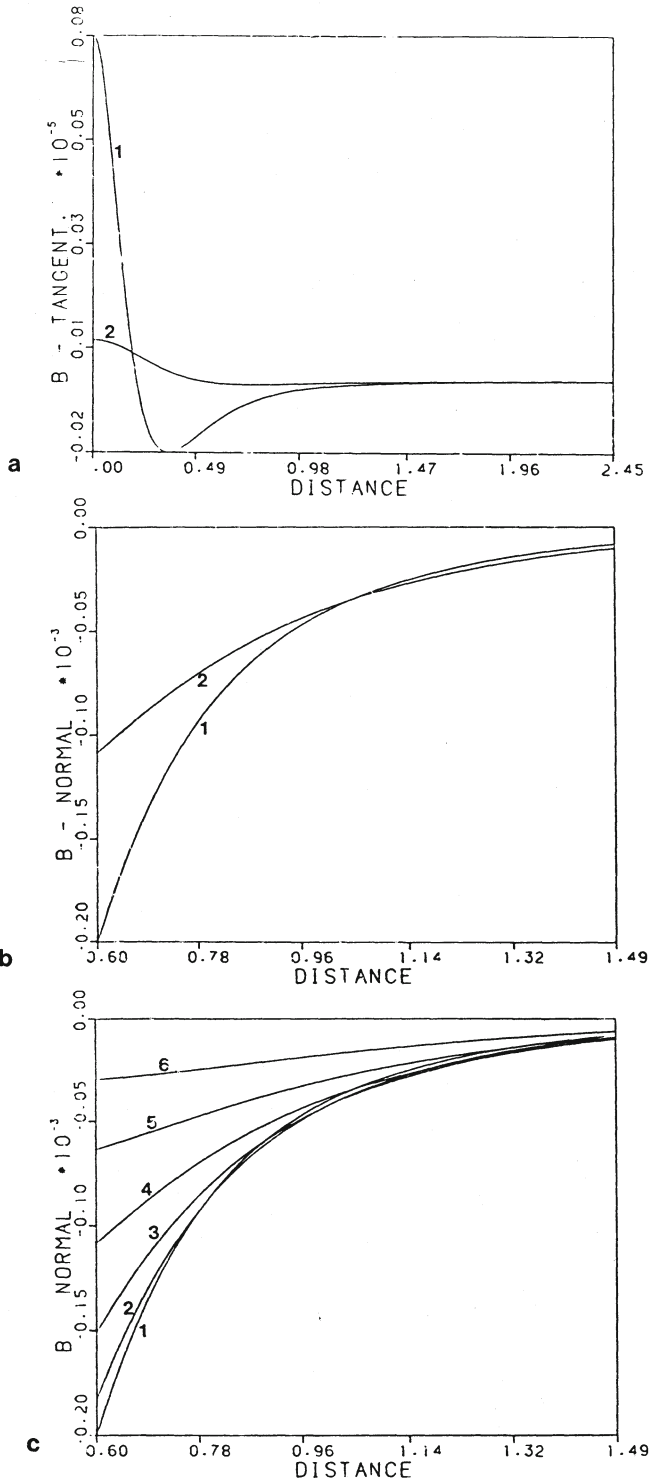 B - TANGENT. *10⁻⁵
0.08
0.05
0.03
0.01
-0.02
1
2
a
.00 0.49 0.98 1.47 1.96 2.45
DISTANCE
B - NORMAL *10⁻³
0.00
-0.05
-0.10
-0.15
-0.20
2
1
b
0.60 0.78 0.96 1.14 1.32 1.49
DISTANCE
B NORMAL *10⁻³
0.00
-0.05
-0.10
-0.15
-0.20
6
5
4
3
2
1
c
0.60 0.78 0.96 1.14 1.32 1.49
DISTANCE